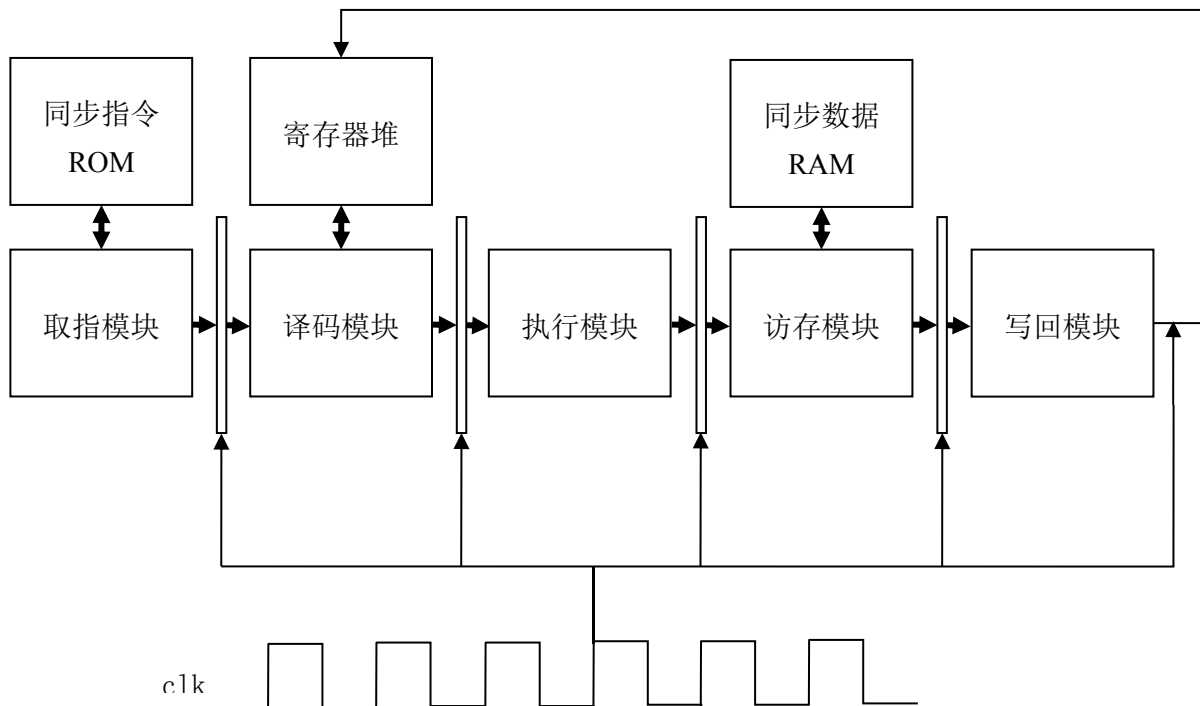 同步指令
ROM
寄存器堆
同步数据
RAM
取指模块
译码模块
执行模块
访存模块
写回模块
clk